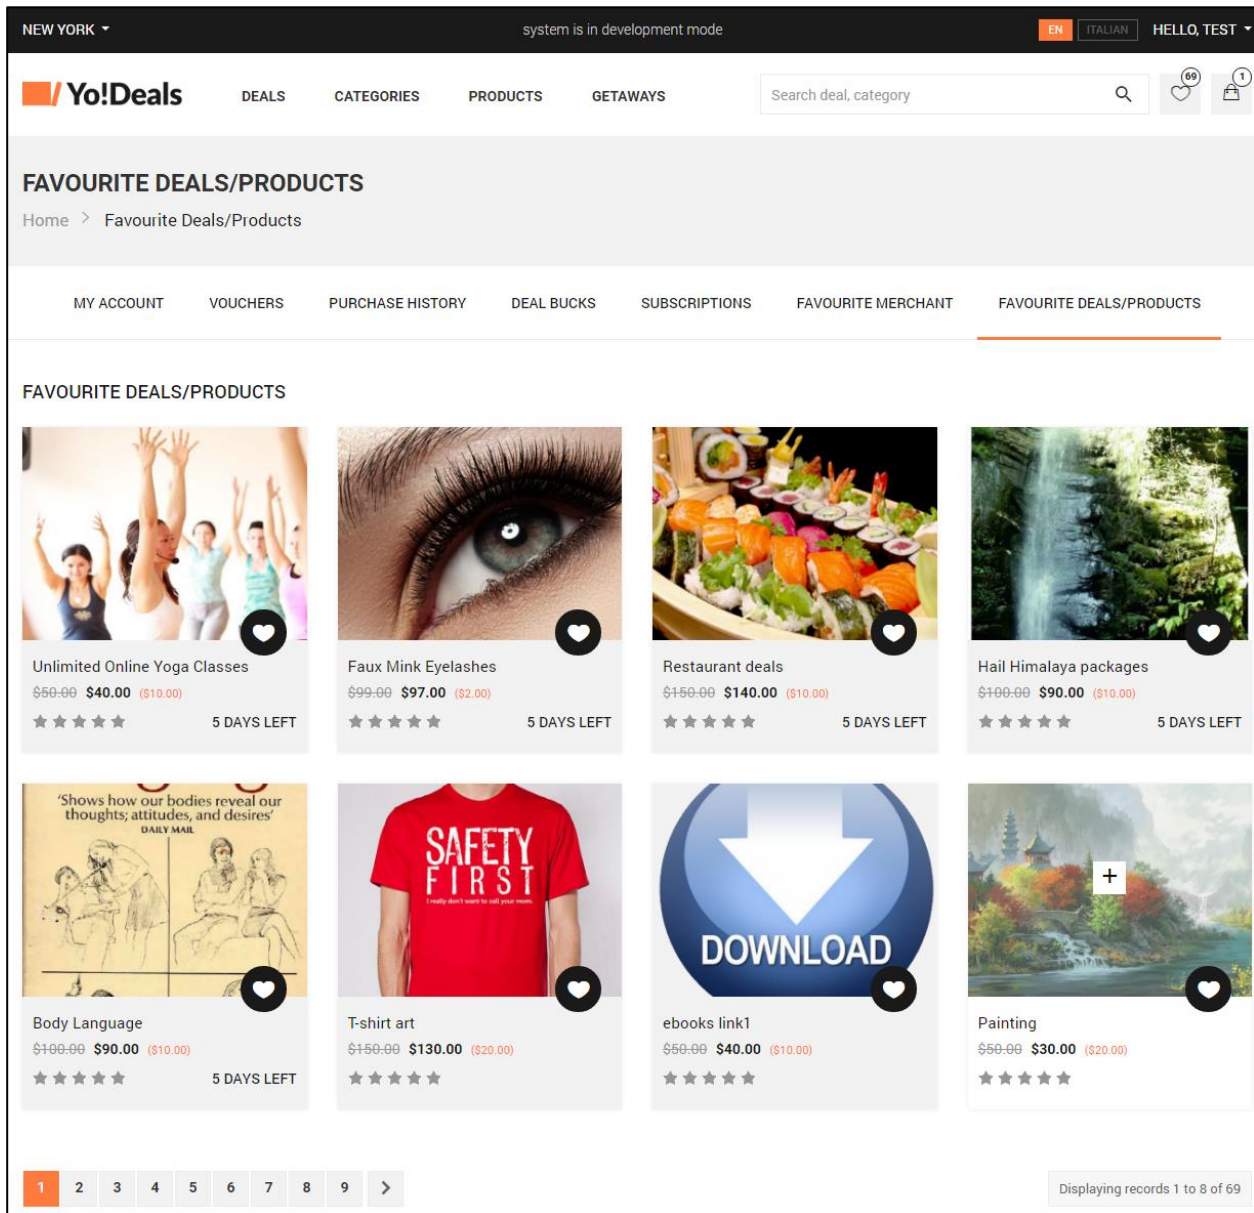 NEW YORK
system is in development mode
EN ITALIAN HELLO, TEST
Yo!Deals
DEALS CATEGORIES PRODUCTS GETAWAYS
Search deal, category
69
1
FAVOURITE DEALS/PRODUCTS
Home > Favourite Deals/Products
MY ACCOUNT VOUCHERS PURCHASE HISTORY DEAL BUCKS SUBSCRIPTIONS FAVOURITE MERCHANT FAVOURITE DEALS/PRODUCTS
FAVOURITE DEALS/PRODUCTS
Unlimited Online Yoga Classes
$50.00 $40.00 ($10.00)
5 DAYS LEFT
Faux Mink Eyelashes
$99.00 $97.00 ($2.00)
5 DAYS LEFT
Restaurant deals
$150.00 $140.00 ($10.00)
5 DAYS LEFT
Hail Himalaya packages
$100.00 $90.00 ($10.00)
5 DAYS LEFT
'Shows how our bodies reveal our
thoughts; attitudes, and desires'
DAILY MAIL
Body Language
$100.00 $90.00 ($10.00)
5 DAYS LEFT
SAFETY
FIRST
I really don't want to call your mom.
T-shirt art
$150.00 $130.00 ($20.00)
DOWNLOAD
ebooks link1
$50.00 $40.00 ($10.00)
+
Painting
$50.00 $30.00 ($20.00)
1 2 3 4 5 6 7 8 9 >
Displaying records 1 to 8 of 69